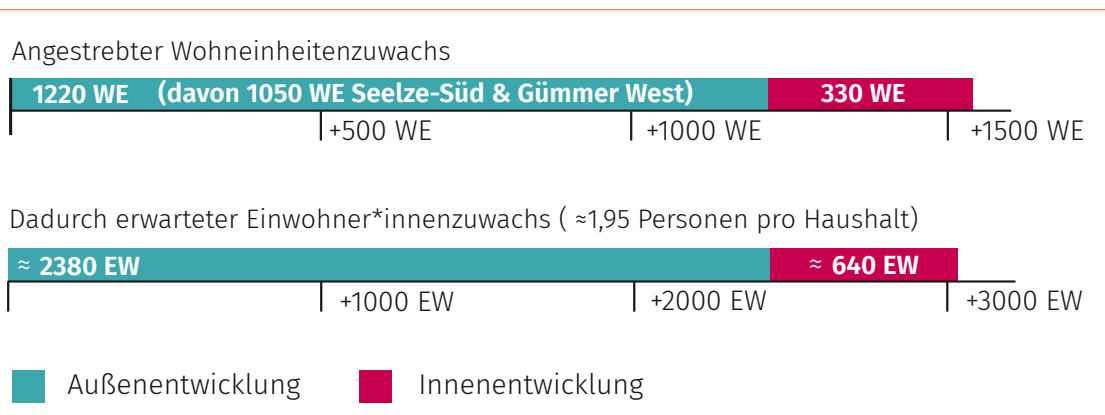 Angestrebter Wohneinheitenzuwachs
1220 WE (davon 1050 WE Seelze-Süd & Gümmer West) 330 WE
+500 WE +1000 WE +1500 WE
Dadurch erwarteter Einwohner*innenzuwachs ( ≈1,95 Personen pro Haushalt)
≈ 2380 EW ≈ 640 EW
+1000 EW +2000 EW +3000 EW
Außenentwicklung Innenentwicklung